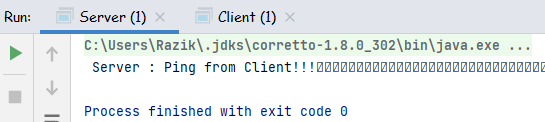 Run: Server (1) × Client (1) ×
C:\Users\Razik\.jdks\corretto-1.8.0_302\bin\java.exe ...
Server : Ping from Client!!!
Process finished with exit code 0